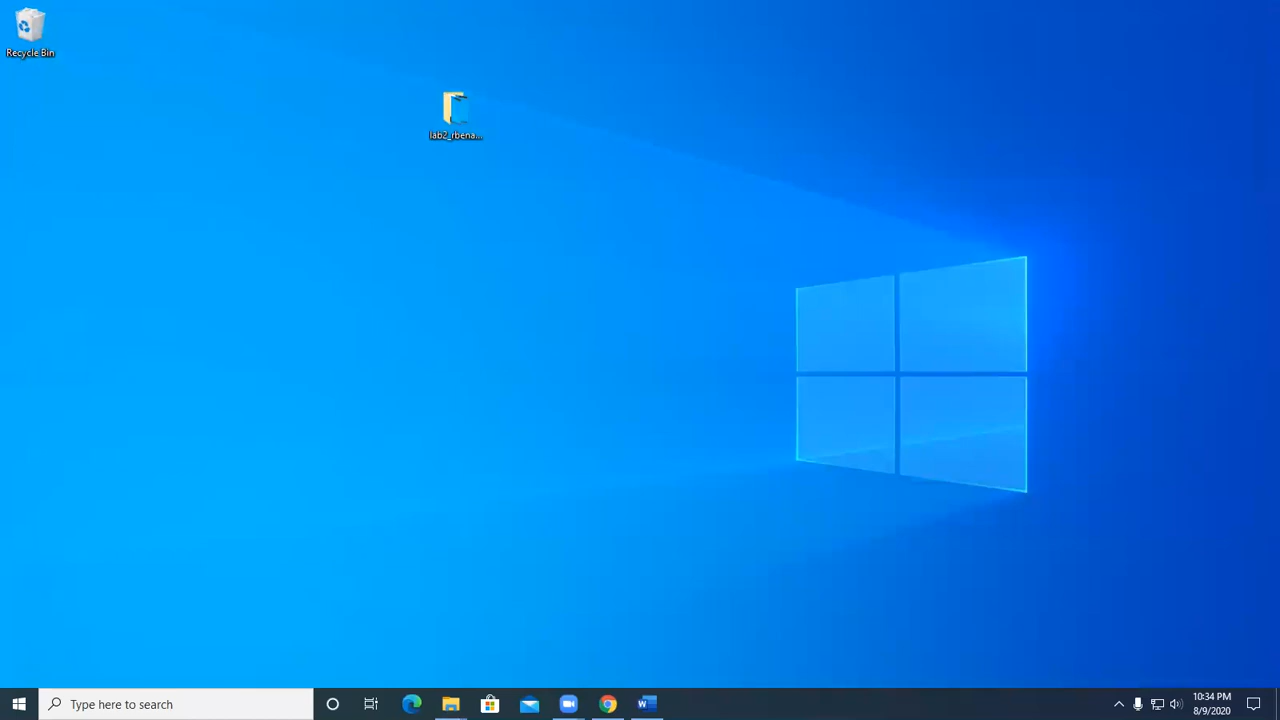 Recycle Bin
lab2_rbena...
Type here to search
W
10:34 PM
8/9/2020